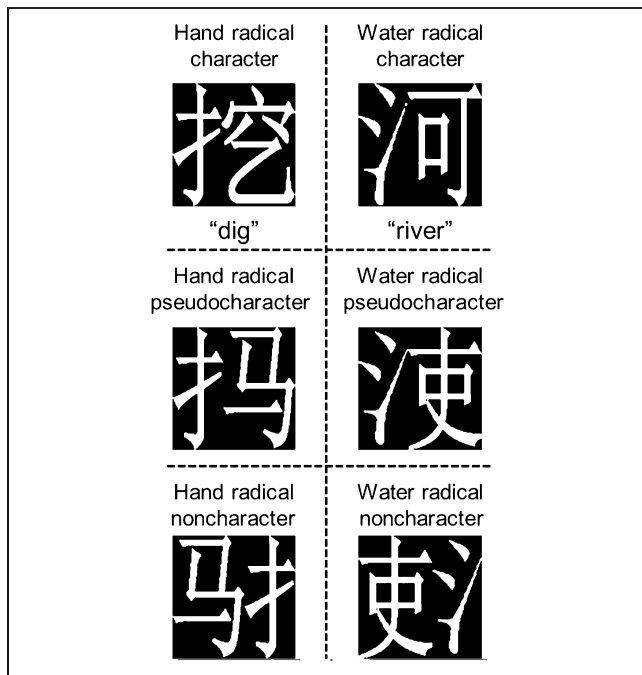 Hand radical
character
挖
“dig”
Water radical
character
河
“river”
Hand radical
pseudocharacter
Water radical
pseudocharacter
Hand radical
noncharacter
Water radical
noncharacter